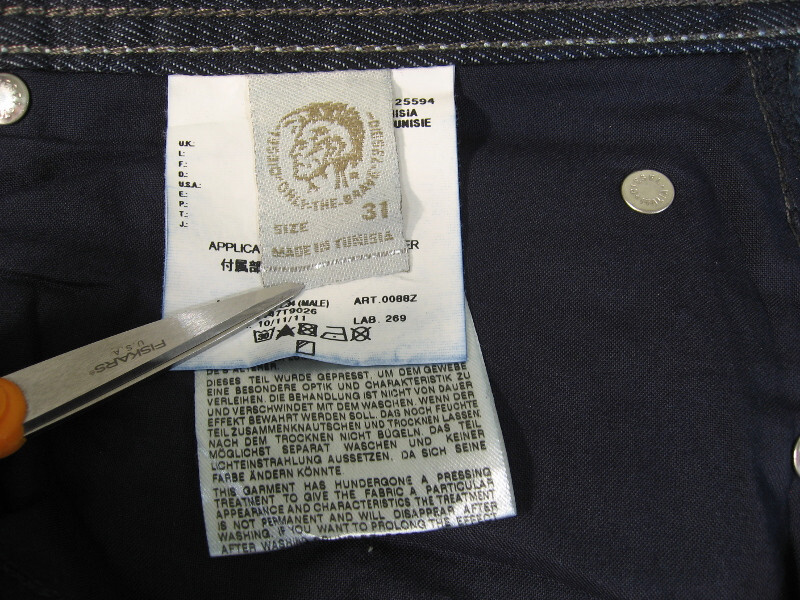 25594
TUNISIE
DIESEL
DIESEL
ONLY-THE-BRAVE
U.K.:
L:
F.:
D.:
U.S.A.:
E.:
P.:
T.:
J.:
SIZE 31
MADE IN TUNISIA
付属部
(MALE) ART.0088Z
10/11/11 LAB. 269
FISKARS®
U.S.A.
DIESES TEIL WURDE GEPRESST, UM DEM GEWEBE
EINE BESONDERE OPTIK UND CHARAKTERISTIK ZU
VERLEIHEN. DIE BEHANDLUNG IST NICHT VON DAUER
UND VERSCHWINDET MIT DEM WASCHEN. WENN DER
EFFEKT BEWAHRT WERDEN SOLL, DAS NOCH FEUCHTE
TEIL ZUSAMMENKNAUTSCHEN UND TROCKNEN LASSEN.
NACH DEM TROCKNEN NICHT BÜGELN. DAS TEIL
MÖGLICHST SEPARAT WASCHEN UND KEINER
LICHTEINSTRAHLUNG AUSSETZEN, DA SICH SEINE
FARBE ÄNDERN KÖNNTE
THIS GARMENT HAS UNDERGONE A PRESSING
TREATMENT TO GIVE THE FABRIC A PARTICULAR
APPEARANCE AND CHARACTERISTICS. THE TREATMENT
IS NOT PERMANENT AND WILL DISAPPEAR AFTER
WASHING. IF YOU WANT TO PROLONG THE EFFECT
AFTER WASHING